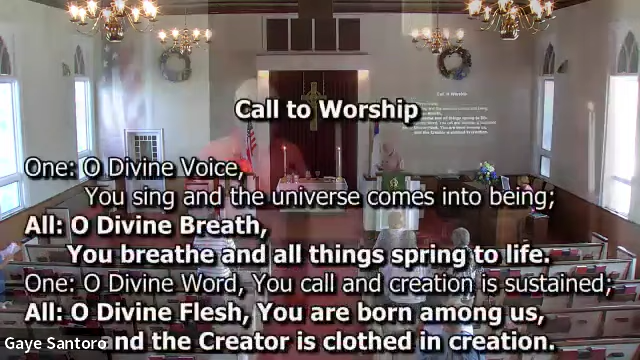 Call to Worship
One: O Divine Voice,
You sing and the universe comes into being;
All: O Divine Breath,
You breathe and all things spring to life.
One: O Divine Word, You call and creation is sustained;
All: O Divine Flesh, You are born among us,
nd the Creator is clothed in creation.
Gaye Santoro